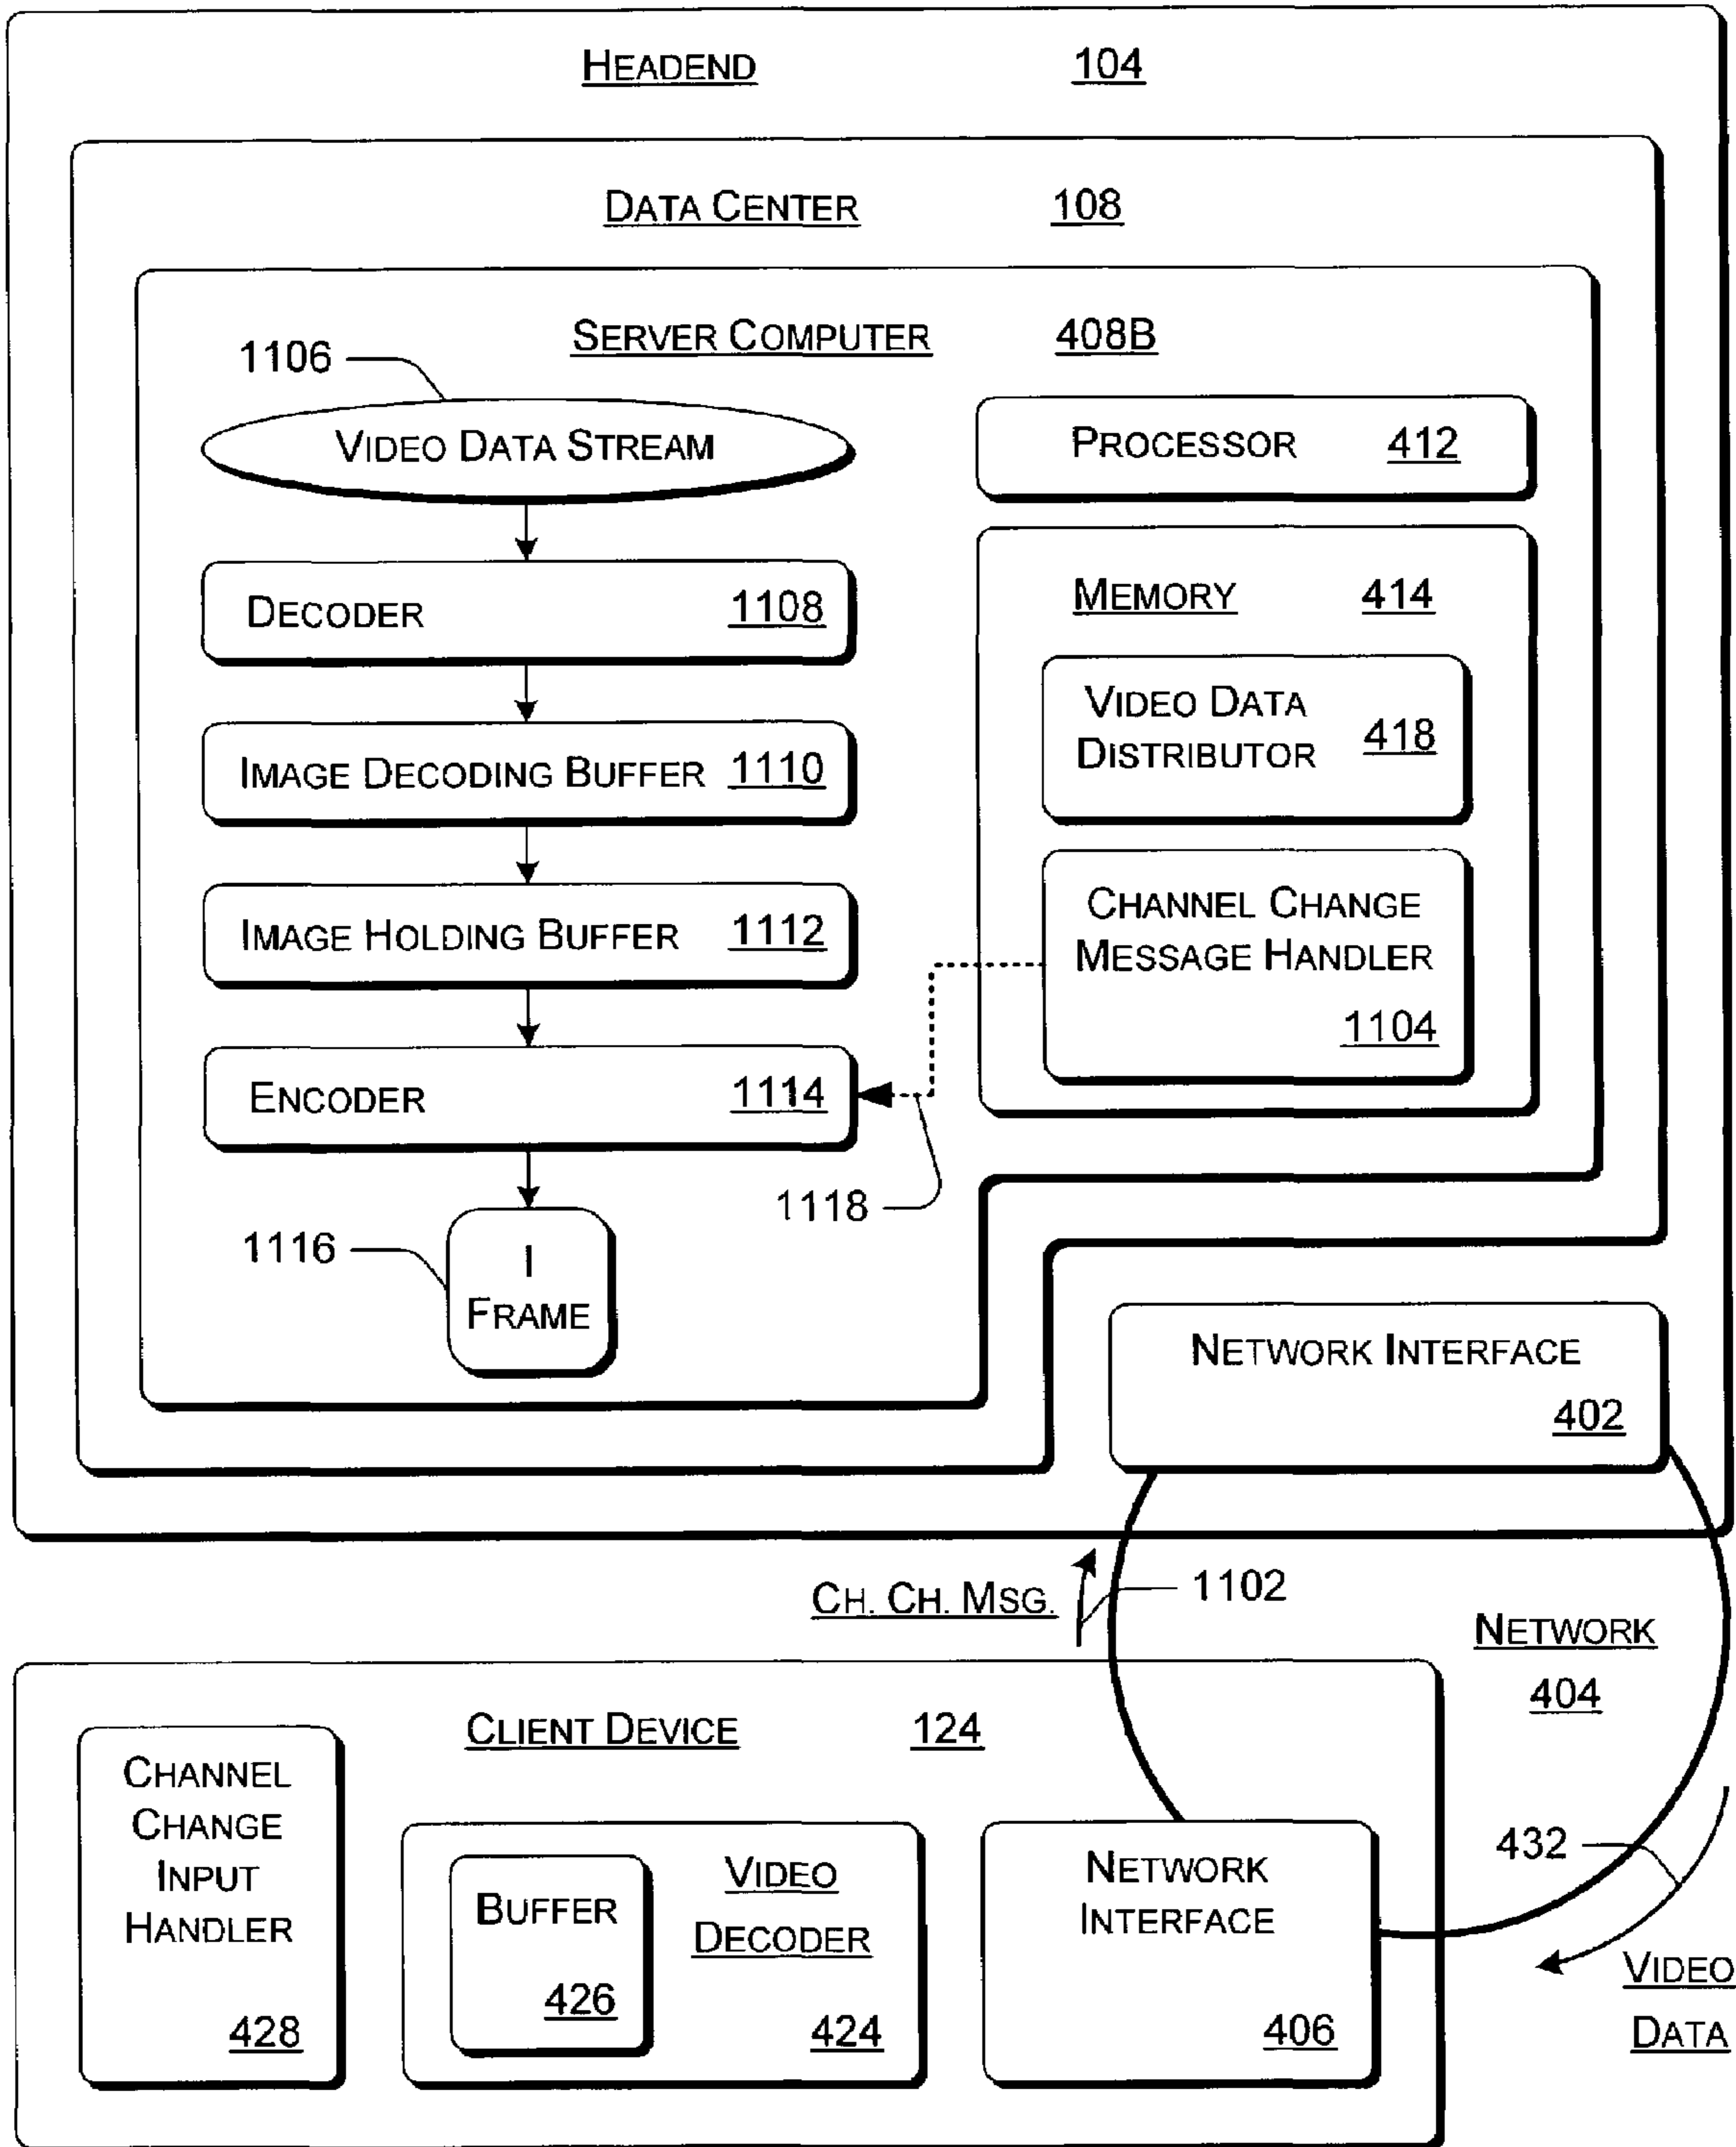 HEADEND 104
DATA CENTER 108
SERVER COMPUTER 408B
1106
VIDEO DATA STREAM
PROCESSOR 412
DECODER 1108
MEMORY 414
VIDEO DATA
DISTRIBUTOR 418
IMAGE DECODING BUFFER 1110
IMAGE HOLDING BUFFER 1112
CHANNEL CHANGE
MESSAGE HANDLER
1104
ENCODER 1114
1118
1116
I
FRAME
NETWORK INTERFACE
402
CH. CH. MSG. 1102
NETWORK
404
CLIENT DEVICE 124
CHANNEL
CHANGE
INPUT
HANDLER
428
BUFFER
426
VIDEO
DECODER
424
NETWORK
INTERFACE
406
432
VIDEO
DATA